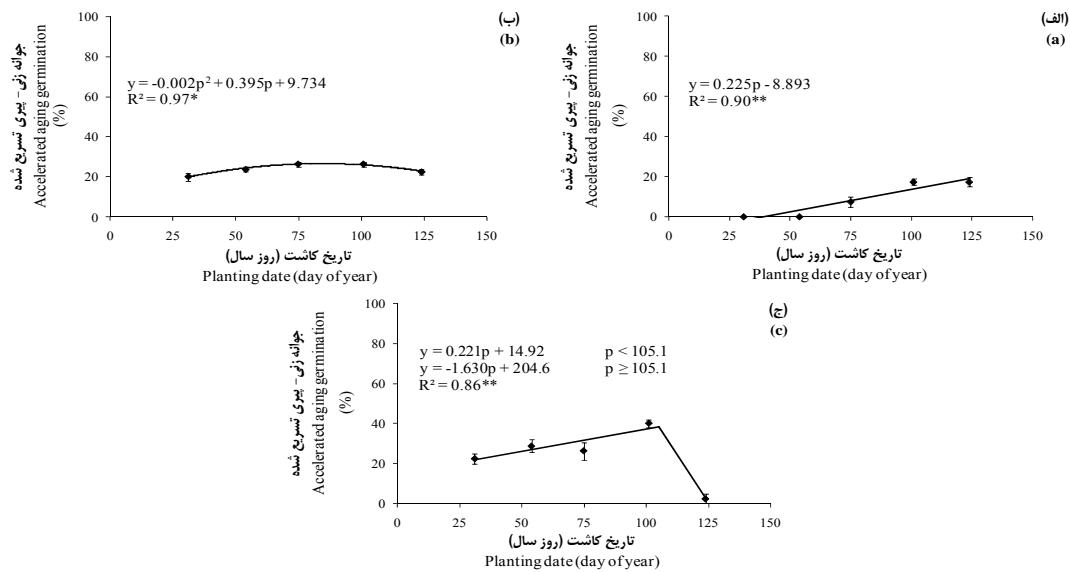 (الف)
(a)
y = 0.225p - 8.893
R² = 0.90**
جوانه زنی - پیری تسریع شده
Accelerated aging germination
(%)
100
80
60
40
20
0
0 25 50 75 100 125 150
تاریخ کاشت (روز سال)
Planting date (day of year)
(ب)
(b)
y = -0.002p² + 0.395p + 9.734
R² = 0.97*
جوانه زنی - پیری تسریع شده
Accelerated aging germination
(%)
100
80
60
40
20
0
0 25 50 75 100 125 150
تاریخ کاشت (روز سال)
Planting date (day of year)
(ج)
(c)
y = 0.221p + 14.92 p < 105.1
y = -1.630p + 204.6 p ≥ 105.1
R² = 0.86**
جوانه زنی - پیری تسریع شده
Accelerated aging germination
(%)
100
80
60
40
20
0
0 25 50 75 100 125 150
تاریخ کاشت (روز سال)
Planting date (day of year)